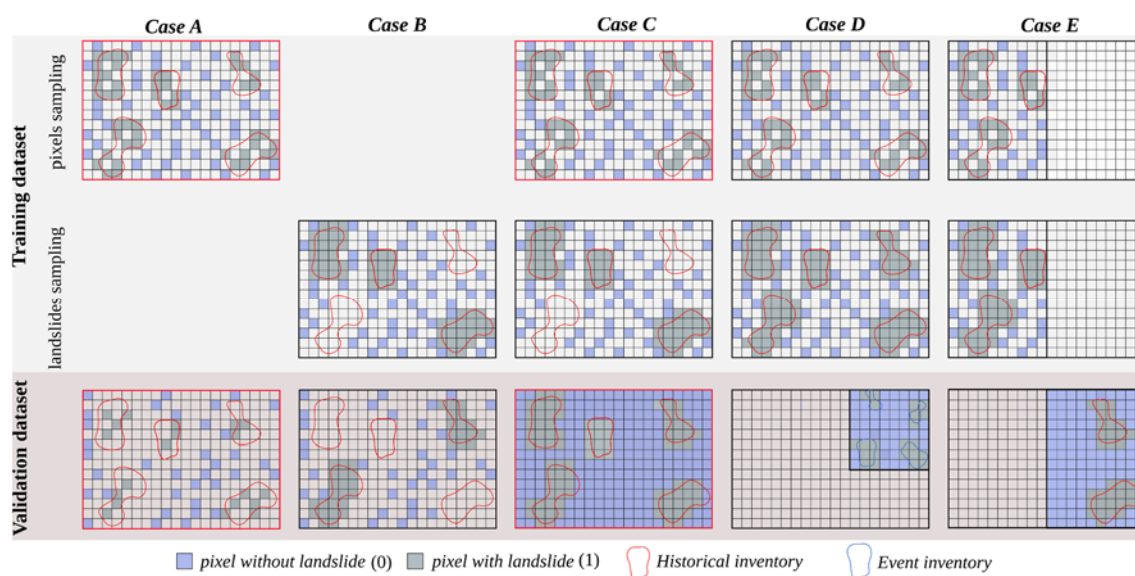 Case A Case B Case C Case D Case E
Training dataset
pixels sampling
landslides sampling
Validation dataset
pixel without landslide (0) pixel with landslide (1) Historical inventory Event inventory